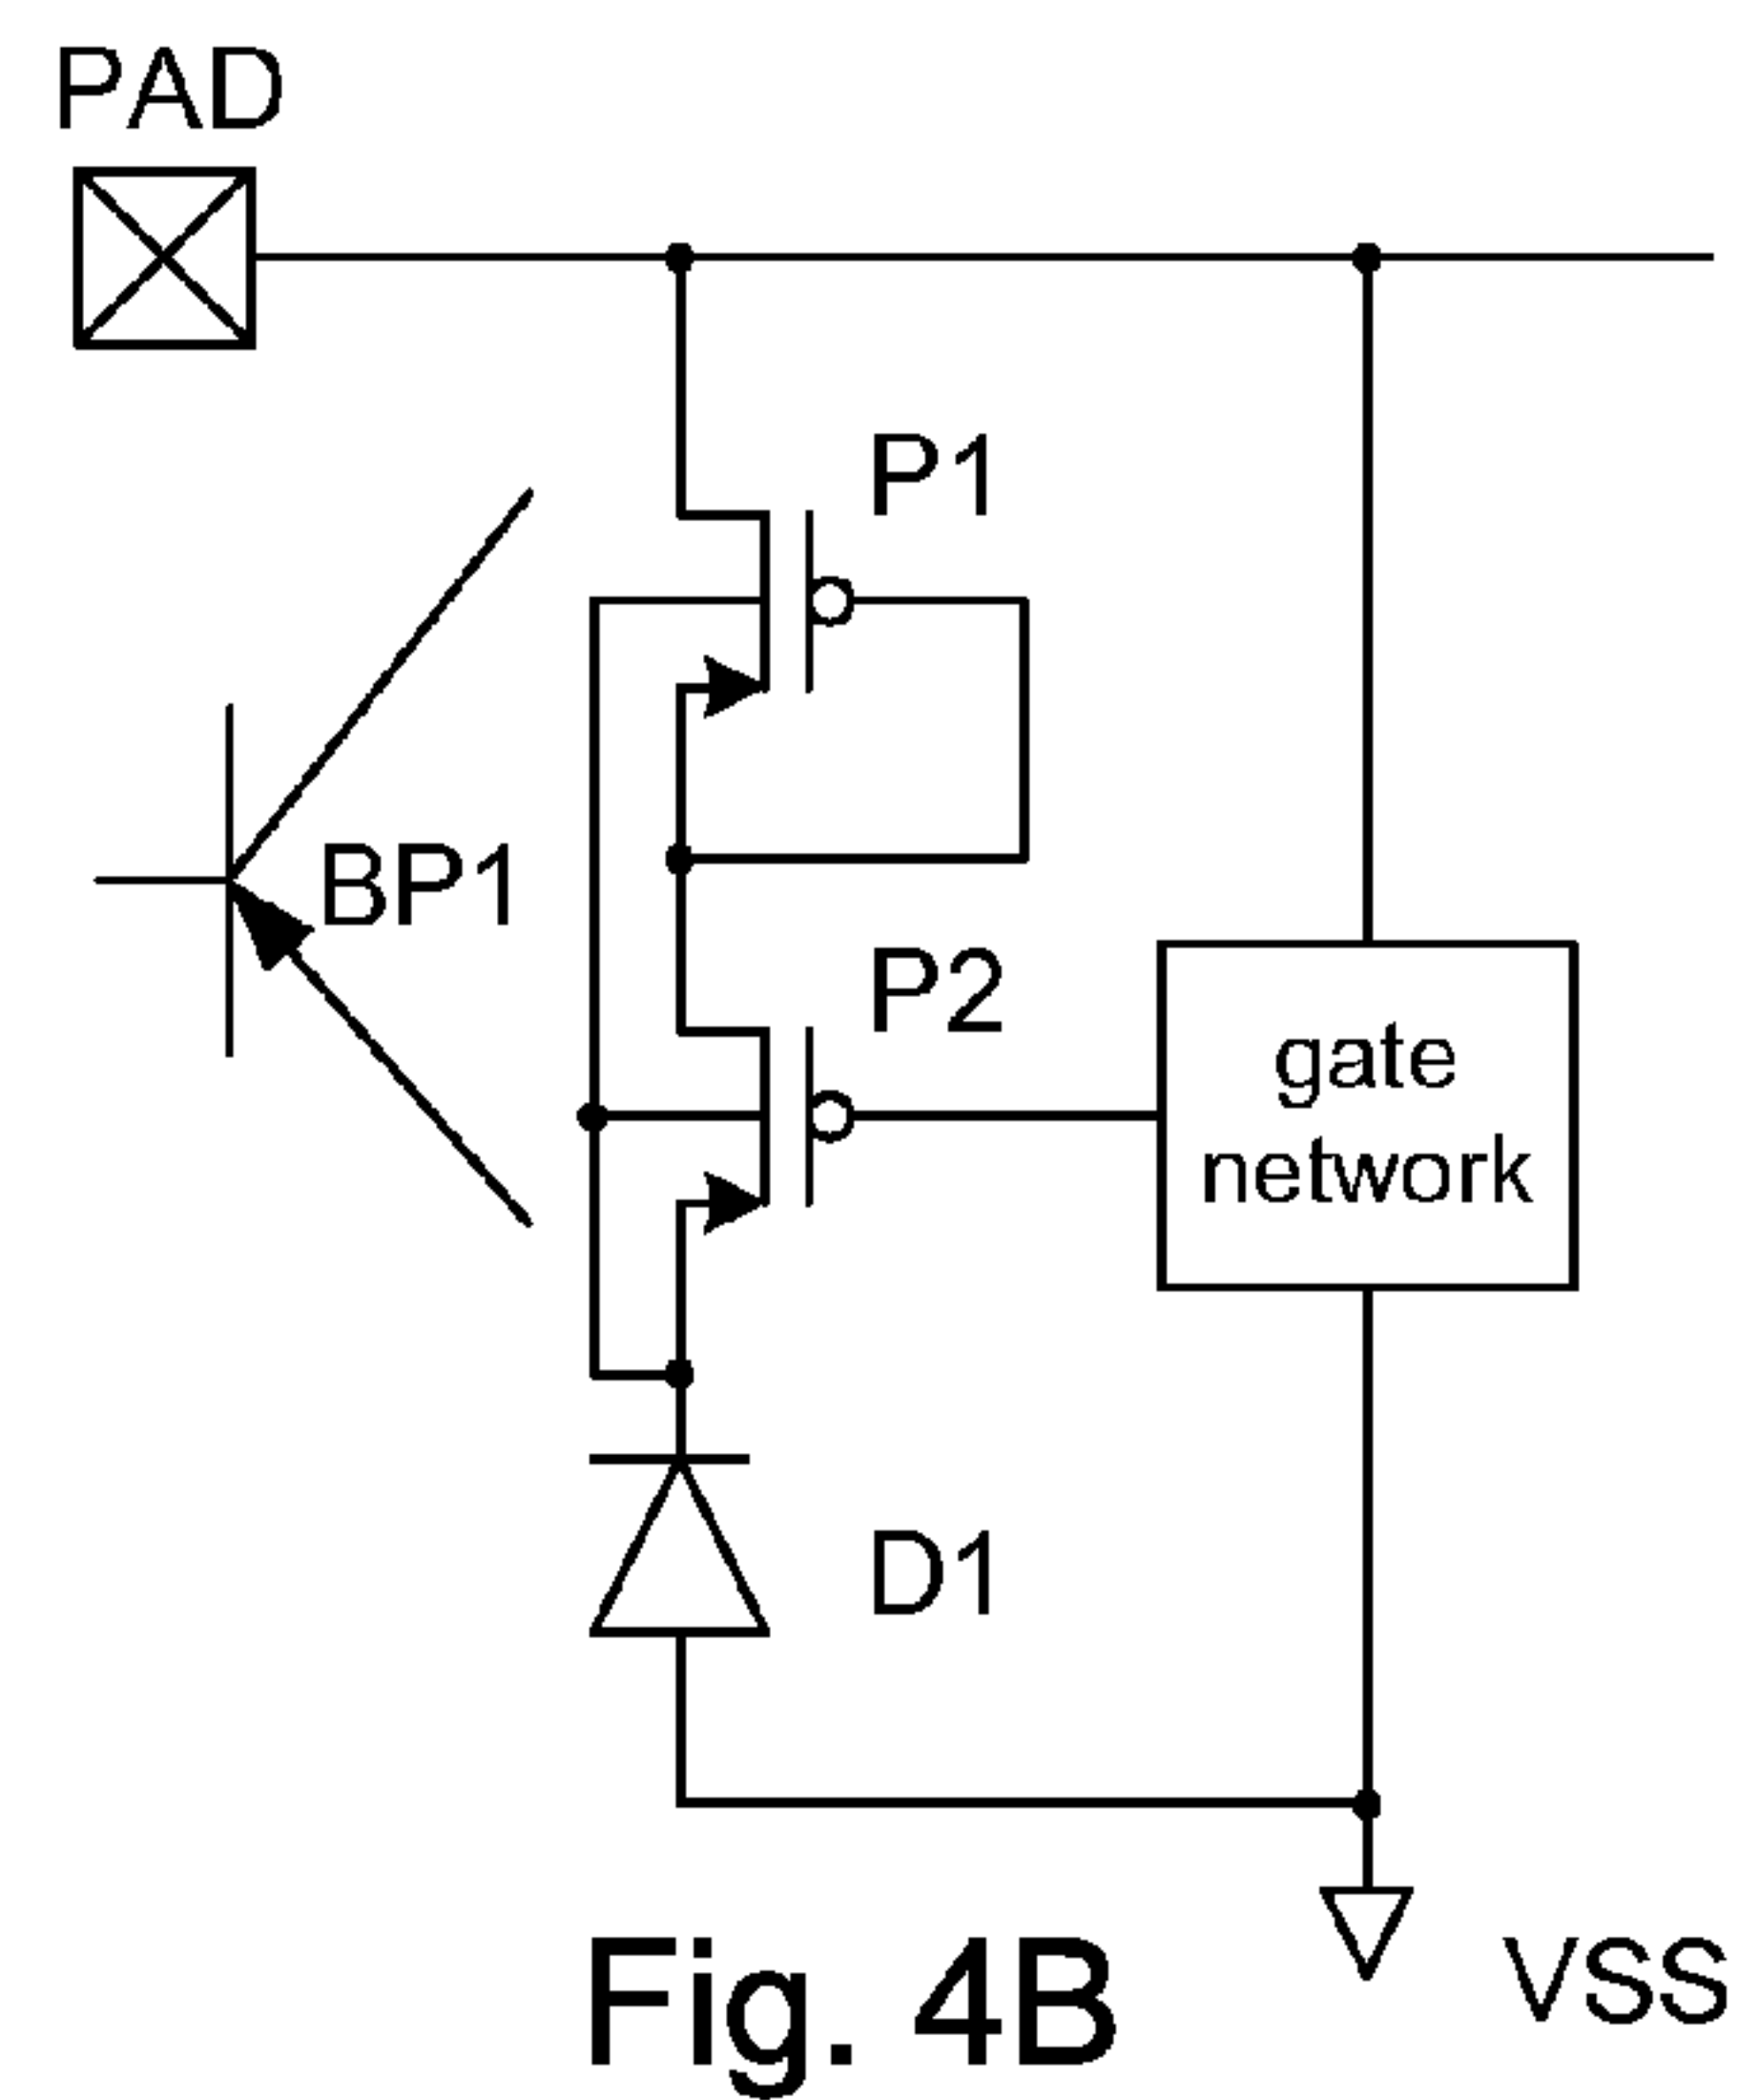 PAD
P1
BP1
P2
gate
network
D1
Fig. 4B
VSS